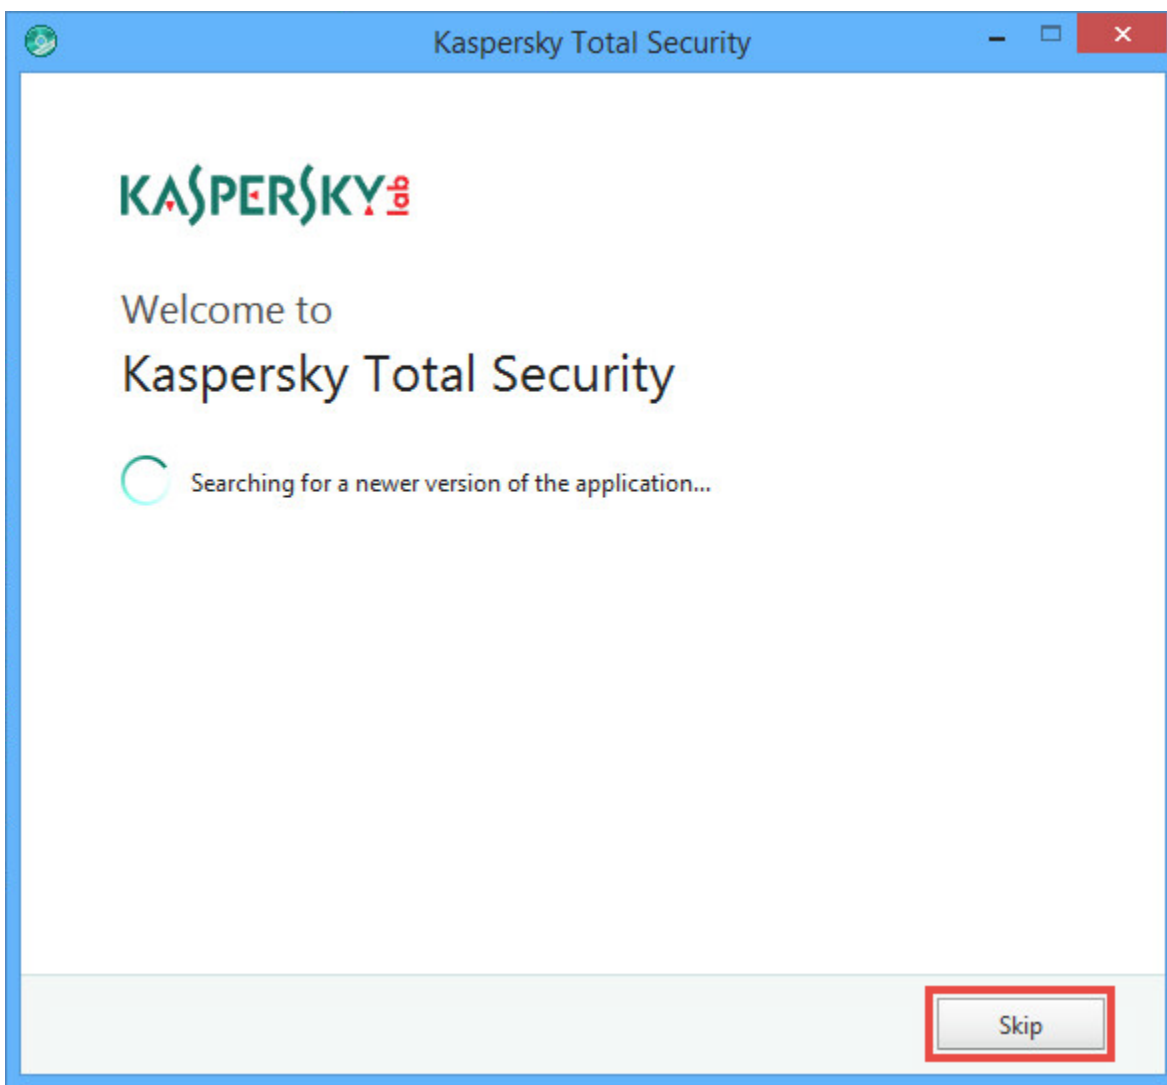 Kaspersky Total Security
KASPERSKY lab
Welcome to
Kaspersky Total Security
Searching for a newer version of the application...
Skip